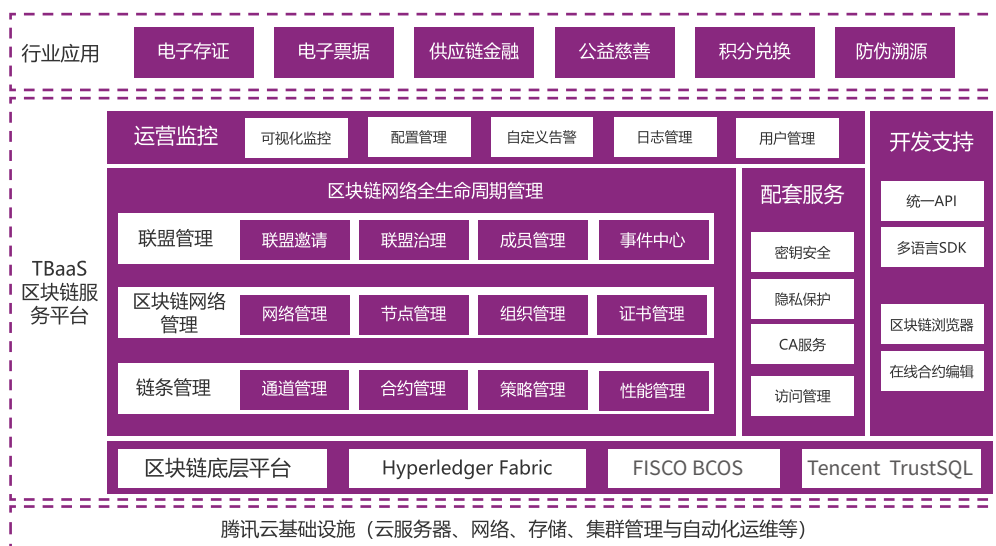 行业应用
电子存证
电子票据
供应链金融
公益慈善
积分兑换
防伪溯源
TBaaS
区块链服
务平台
运营监控
可视化监控
配置管理
自定义告警
日志管理
用户管理
区块链网络全生命周期管理
联盟管理
联盟邀请
联盟治理
成员管理
事件中心
区块链网络
管理
网络管理
节点管理
组织管理
证书管理
链条管理
通道管理
合约管理
策略管理
性能管理
配套服务
密钥安全
隐私保护
CA服务
访问管理
开发支持
统一API
多语言SDK
区块链浏览器
在线合约编辑
区块链底层平台
Hyperledger Fabric
FISCO BCOS
Tencent TrustSQL
腾讯云基础设施（云服务器、网络、存储、集群管理与自动化运维等）